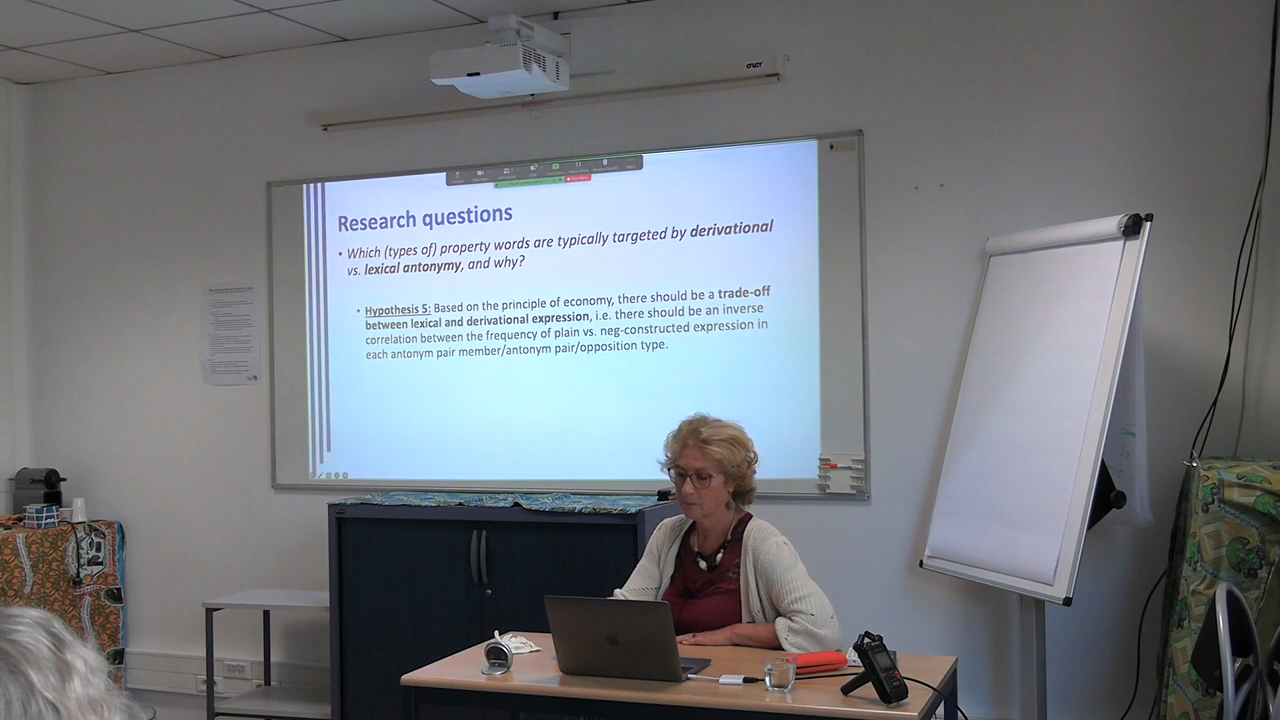 Research questions
• Which (types of) property words are typically targeted by derivational
vs. lexical antonymy, and why?
• Hypothesis 5: Based on the principle of economy, there should be a trade-off
between lexical and derivational expression, i.e. there should be an inverse
correlation between the frequency of plain vs. neg-constructed expression in
each antonym pair member/antonym pair/opposition type.